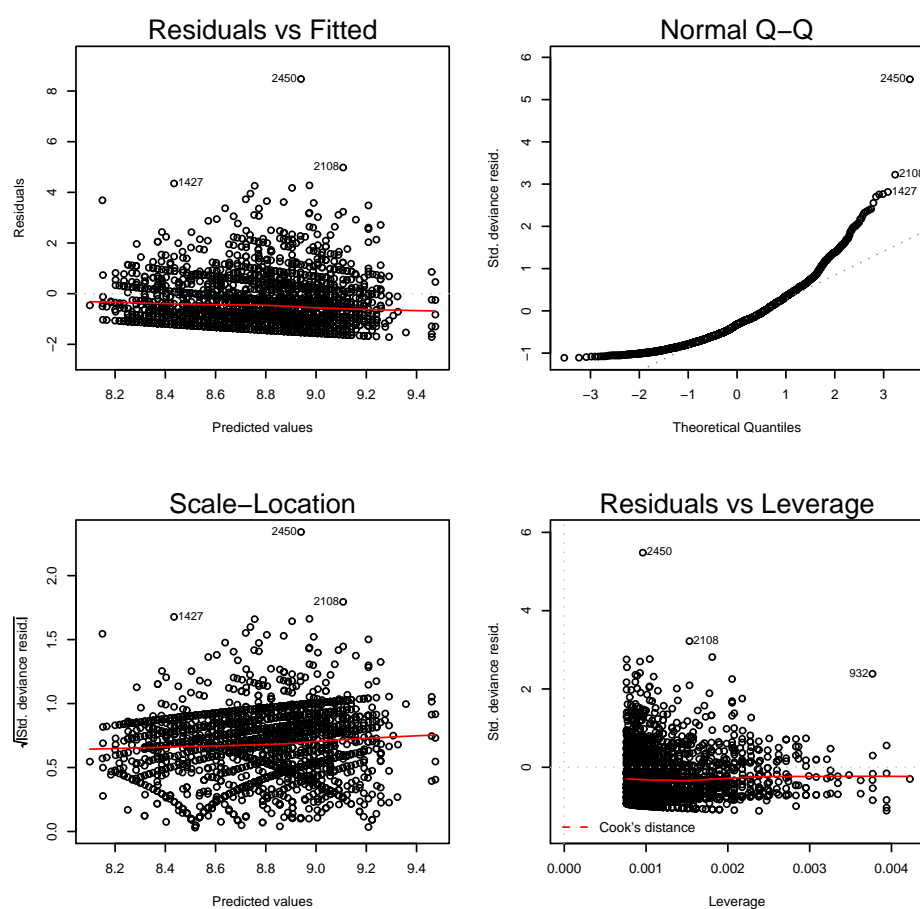 Residuals vs Fitted
2450
2108
1427
Residuals
8
6
4
2
0
−2
8.2 8.4 8.6 8.8 9.0 9.2 9.4
Predicted values
Normal Q−Q
2450
2108
1427
Std. deviance resid.
6
5
4
3
2
1
0
−1
−3 −2 −1 0 1 2 3
Theoretical Quantiles
Scale−Location
2450
2108
1427
√|Std. deviance resid.|
2.0
1.5
1.0
0.5
0.0
8.2 8.4 8.6 8.8 9.0 9.2 9.4
Predicted values
Residuals vs Leverage
2450
2108
932
Std. deviance resid.
6
4
2
0
Cook's distance
0.000 0.001 0.002 0.003 0.004
Leverage